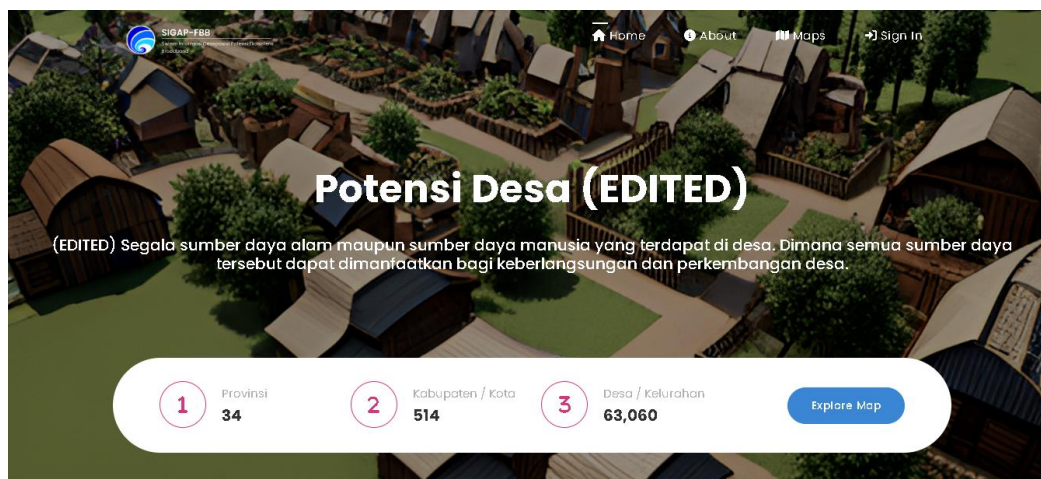 SIGAP-FBB
Home
About
Maps
Sign In
Potensi Desa (EDITED)
(EDITED) Segala sumber daya alam maupun sumber daya manusia yang terdapat di desa. Dimana semua sumber daya
tersebut dapat dimanfaatkan bagi keberlangsungan dan perkembangan desa.
1
Provinsi
34
2
Kabupaten / Kota
514
3
Desa / Kelurahan
63,060
Explore Map